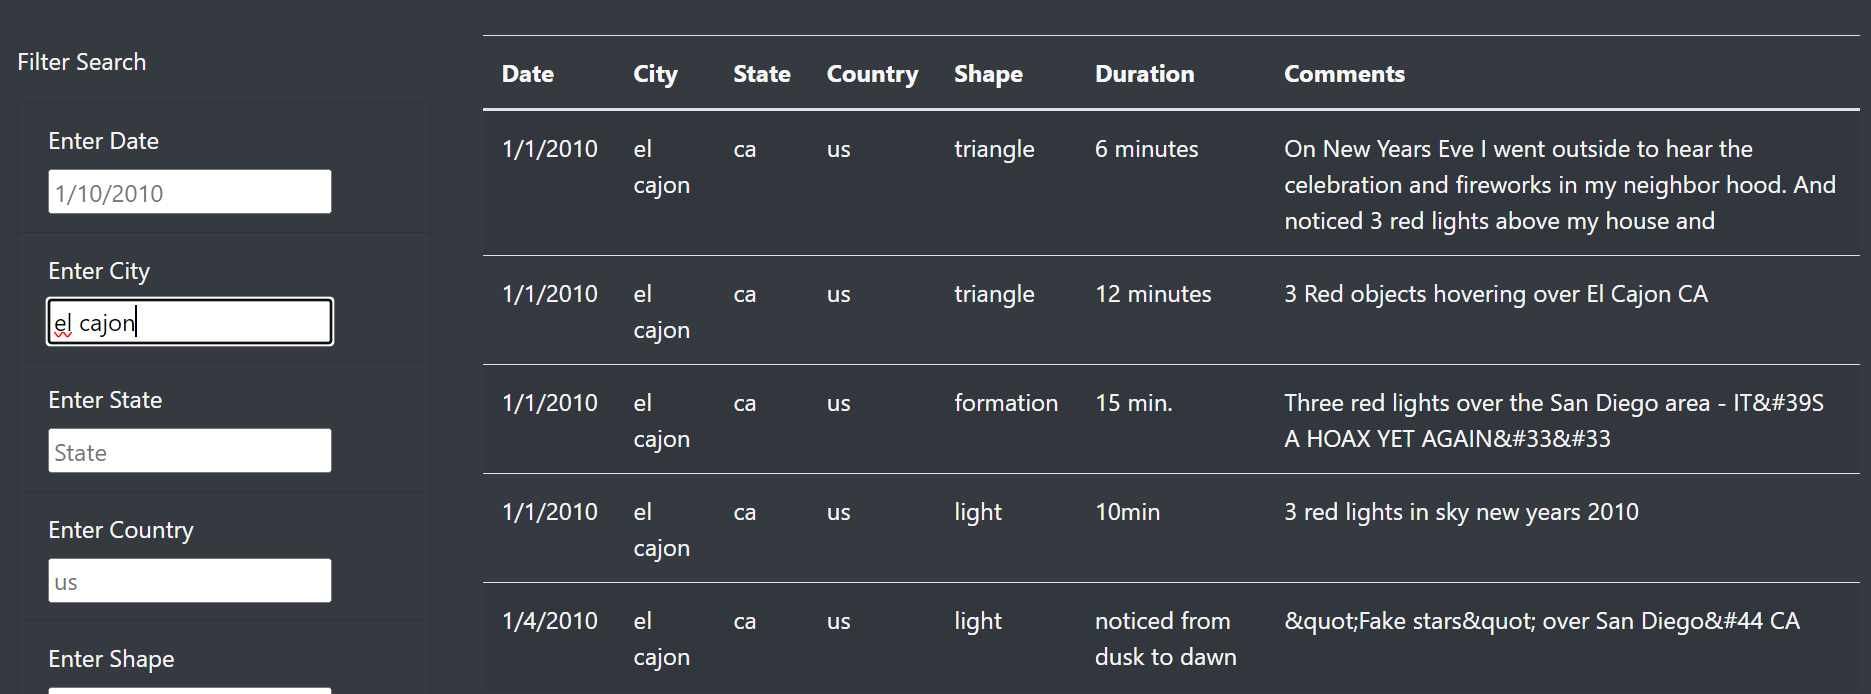 Filter Search
Enter Date
1/10/2010
Enter City
el cajon
Enter State
State
Enter Country
us
Enter Shape
Date City State Country Shape Duration Comments
1/1/2010 el ca us triangle 6 minutes On New Years Eve I went outside to hear the
cajon celebration and fireworks in my neighbor hood. And
noticed 3 red lights above my house and
1/1/2010 el ca us triangle 12 minutes 3 Red objects hovering over El Cajon CA
cajon
1/1/2010 el ca us formation 15 min. Three red lights over the San Diego area - IT&#39S
cajon A HOAX YET AGAIN&#33&#33
1/1/2010 el ca us light 10min 3 red lights in sky new years 2010
cajon
1/4/2010 el ca us light noticed from &quot;Fake stars&quot; over San Diego&#44 CA
cajon dusk to dawn